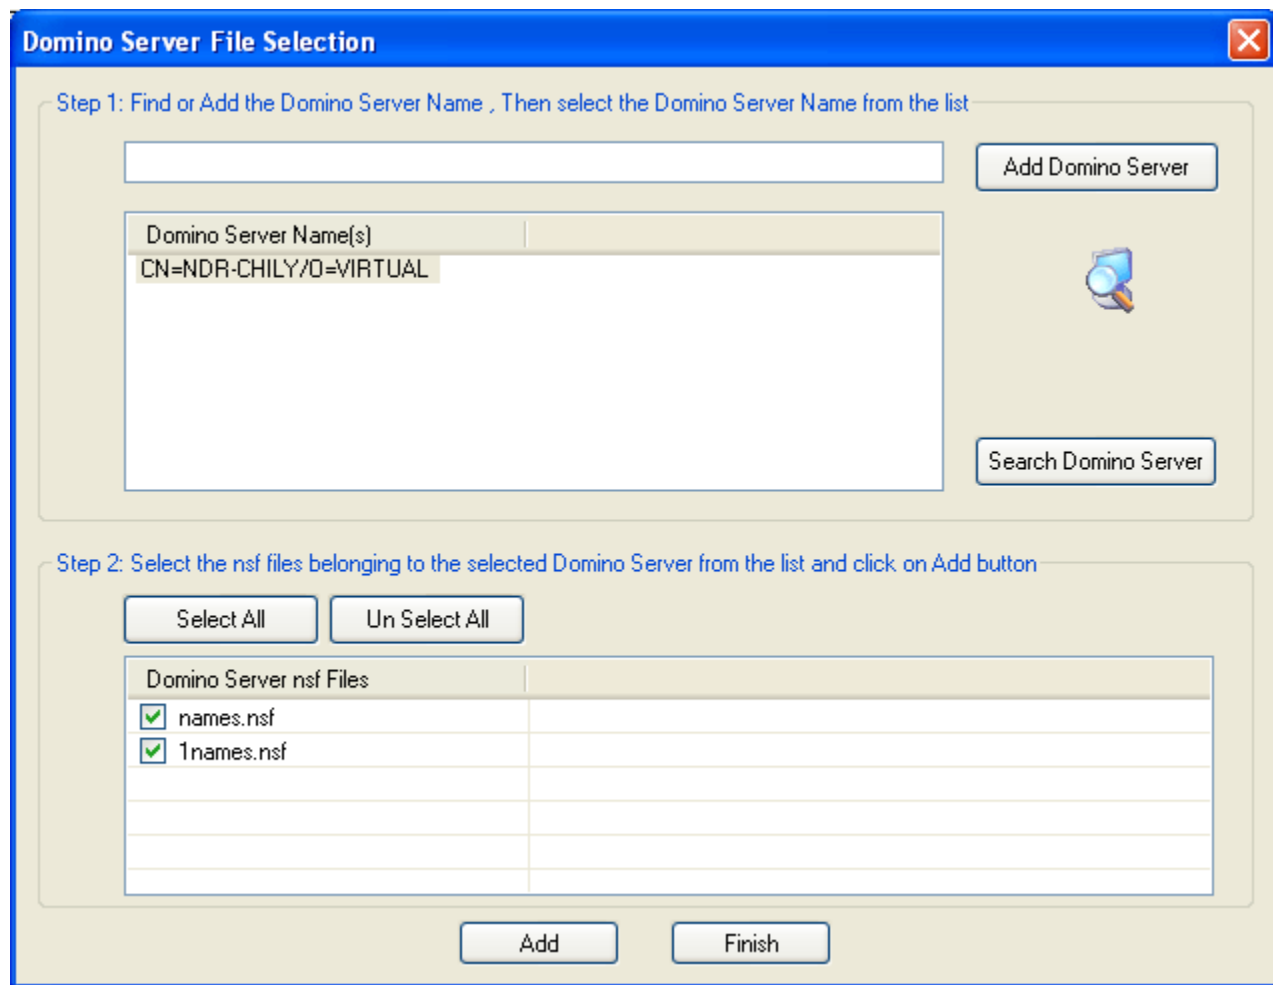 Domino Server File Selection
Step 1: Find or Add the Domino Server Name , Then select the Domino Server Name from the list
Add Domino Server
Domino Server Name(s)
CN=NDR-CHILY/O=VIRTUAL
Search Domino Server
Step 2: Select the nsf files belonging to the selected Domino Server from the list and click on Add button
Select All
Un Select All
Domino Server nsf Files
names.nsf
1names.nsf
Add
Finish